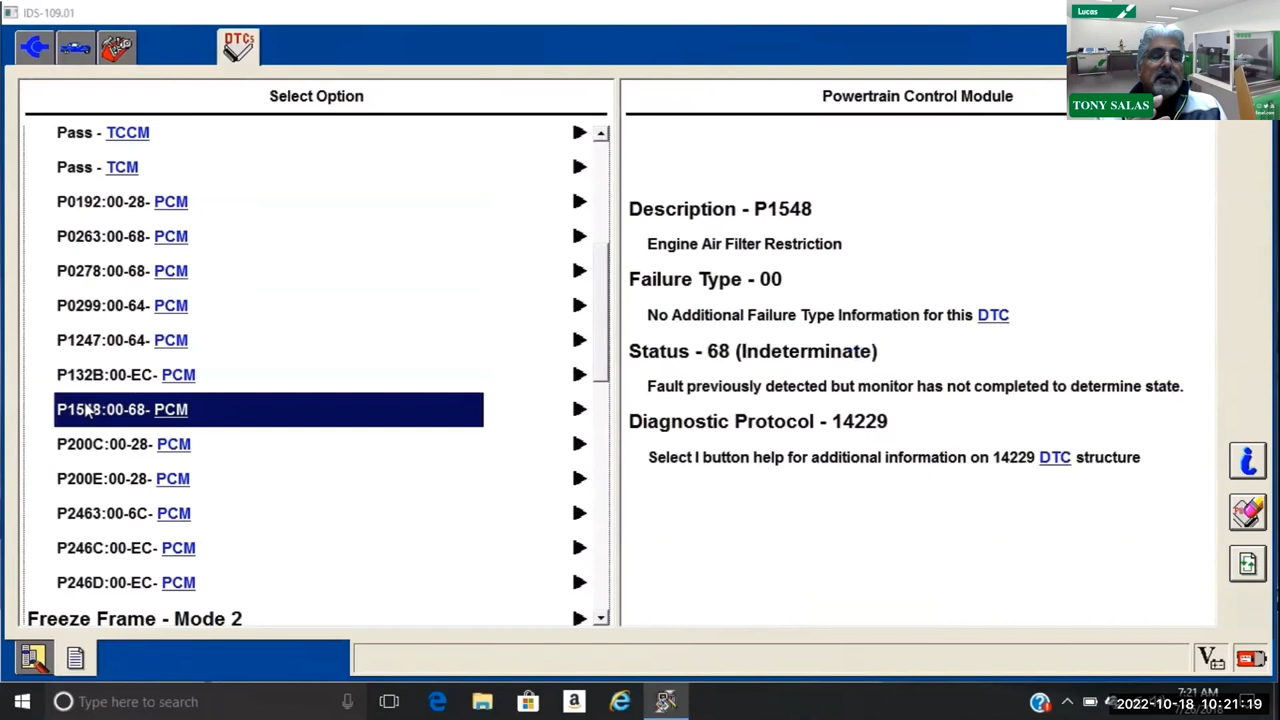 IDS-109.01
Lucas
TONY SALAS
DTCs
Select Option
Pass - TCCM
Pass - TCM
P0192:00-28- PCM
P0263:00-68- PCM
P0278:00-68- PCM
P0299:00-64- PCM
P1247:00-64- PCM
P132B:00-EC- PCM
P1548:00-68- PCM
P200C:00-28- PCM
P200E:00-28- PCM
P2463:00-6C- PCM
P246C:00-EC- PCM
P246D:00-EC- PCM
Freeze Frame - Mode 2
Powertrain Control Module
Description - P1548
Engine Air Filter Restriction
Failure Type - 00
No Additional Failure Type Information for this DTC
Status - 68 (Indeterminate)
Fault previously detected but monitor has not completed to determine state.
Diagnostic Protocol - 14229
Select I button help for additional information on 14229 DTC structure
Type here to search
7:21 AM
2022-10-18 10:21:19